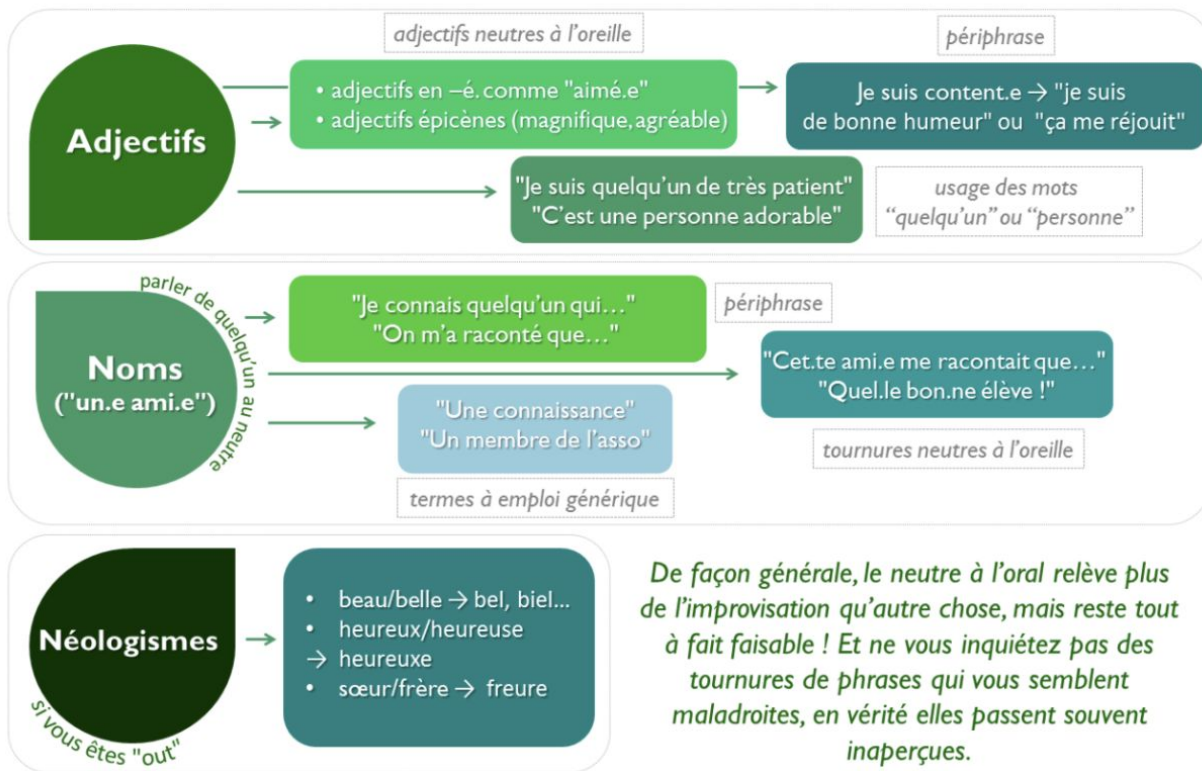 adjectifs neutres à l'oreille
périphrase
Adjectifs
• adjectifs en –é. comme "aimé.e"
• adjectifs épicènes (magnifique, agréable)
Je suis content.e → "je suis
de bonne humeur" ou "ça me réjouit"
"Je suis quelqu'un de très patient"
"C'est une personne adorable"
usage des mots
“quelqu'un” ou “personne”
parler de quelqu'un au neutre
Noms
("un.e ami.e")
"Je connais quelqu'un qui…"
"On m'a raconté que…"
périphrase
"Cet.te ami.e me racontait que…"
"Quel.le bon.ne élève !"
tournures neutres à l'oreille
"Une connaissance"
"Un membre de l'asso"
termes à emploi générique
Néologismes
si vous êtes "out"
• beau/belle → bel, biel...
• heureux/heureuse
→ heureuxe
• sœur/frère → freure
De façon générale, le neutre à l'oral relève plus
de l'improvisation qu'autre chose, mais reste tout
à fait faisable ! Et ne vous inquiétez pas des
tournures de phrases qui vous semblent
maladroites, en vérité elles passent souvent
inaperçues.